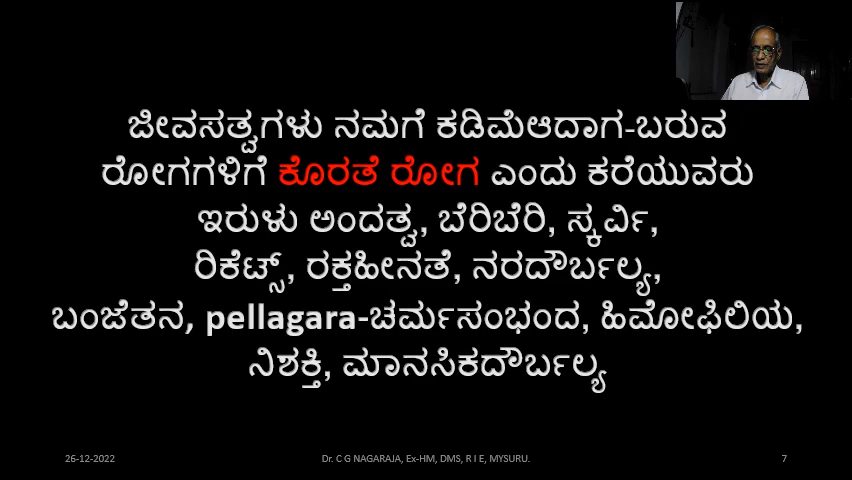 ಜೀವಸತ್ವಗಳು ನಮಗೆ ಕಡಿಮೆಆದಾಗ-ಬರುವ
ರೋಗಗಳಿಗೆ ಕೊರತೆ ರೋಗ ಎಂದು ಕರೆಯುವರು
ಇರುಳು ಅಂದತ್ವ, ಬೆರಿಬೆರಿ, ಸ್ಕರ್ವಿ,
ರಿಕೆಟ್ಸ್, ರಕ್ತಹೀನತೆ, ನರದೌರ್ಬಲ್ಯ,
ಬಂಜೆತನ, pellagara-ಚರ್ಮಸಂಭಂದ, ಹಿಮೋಫಿಲಿಯ,
ನಿಶಕ್ತಿ, ಮಾನಸಿಕದೌರ್ಬಲ್ಯ
26-12-2022
Dr. C G NAGARAJA, Ex-HM, DMS, R I E, MYSURU.
7